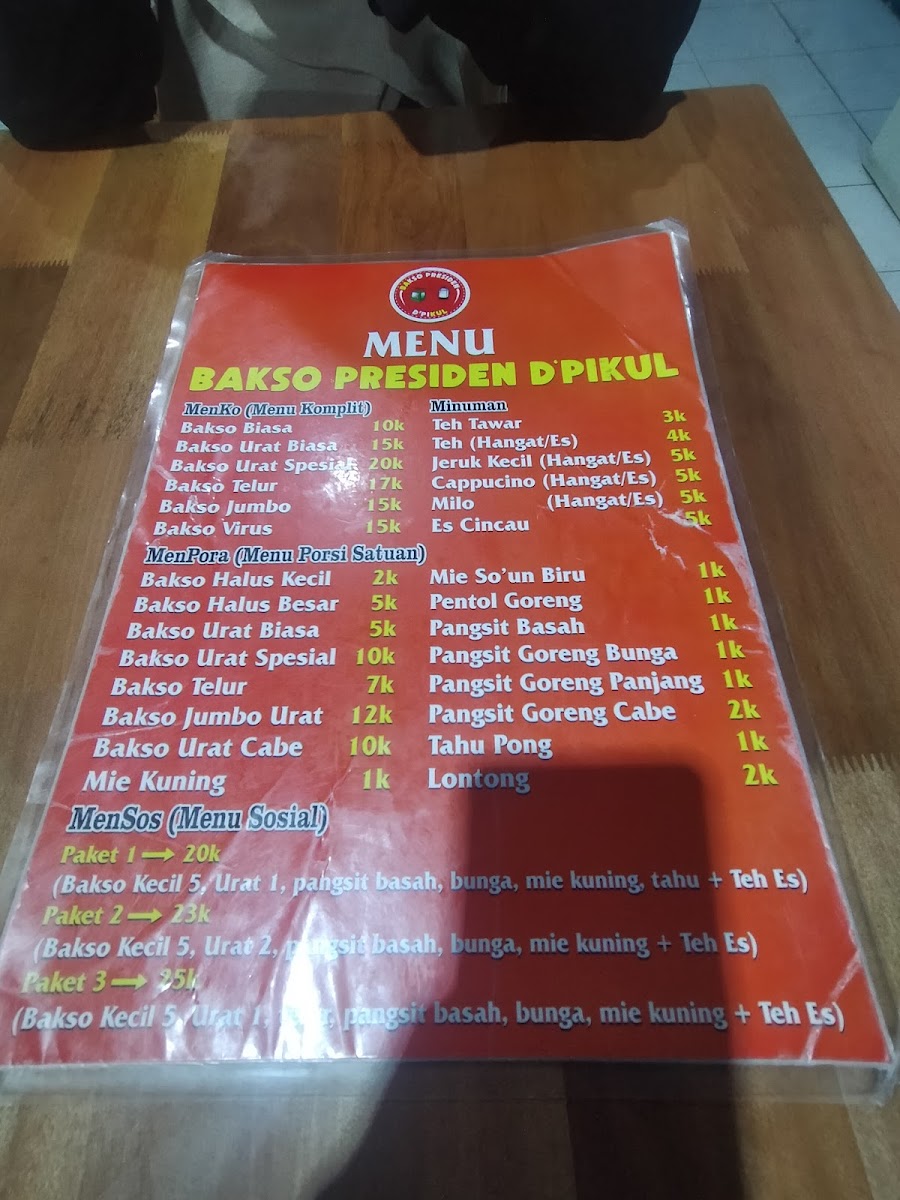 BAKSO PRESIDEN
D'PIKUL
MENU
BAKSO PRESIDEN D'PIKUL
MenKo (Menu Komplit)
Bakso Biasa 10k
Bakso Urat Biasa 15k
Bakso Urat Spesial 20k
Bakso Telur 17k
Bakso Jumbo 15k
Bakso Virus 15k
Minuman
Teh Tawar 3k
Teh (Hangat/Es) 4k
Jeruk Kecil (Hangat/Es) 5k
Cappucino (Hangat/Es) 5k
Milo (Hangat/Es) 5k
Es Cincau 5k
MenPora (Menu Porsi Satuan)
Bakso Halus Kecil 2k
Bakso Halus Besar 5k
Bakso Urat Biasa 5k
Bakso Urat Spesial 10k
Bakso Telur 7k
Bakso Jumbo Urat 12k
Bakso Urat Cabe 10k
Mie Kuning 1k
Mie So'un Biru 1k
Pentol Goreng 1k
Pangsit Basah 1k
Pangsit Goreng Bunga 1k
Pangsit Goreng Panjang 1k
Pangsit Goreng Cabe 2k
Tahu Pong 1k
Lontong 2k
MenSos (Menu Sosial)
Paket 1 → 20k
(Bakso Kecil 5, Urat 1, pangsit basah, bunga, mie kuning, tahu + Teh Es)
Paket 2 → 23k
(Bakso Kecil 5, Urat 2, pangsit basah, bunga, mie kuning + Teh Es)
Paket 3 → 25k
(Bakso Kecil 5, Urat 1, pangsit basah, bunga, mie kuning + Teh Es)